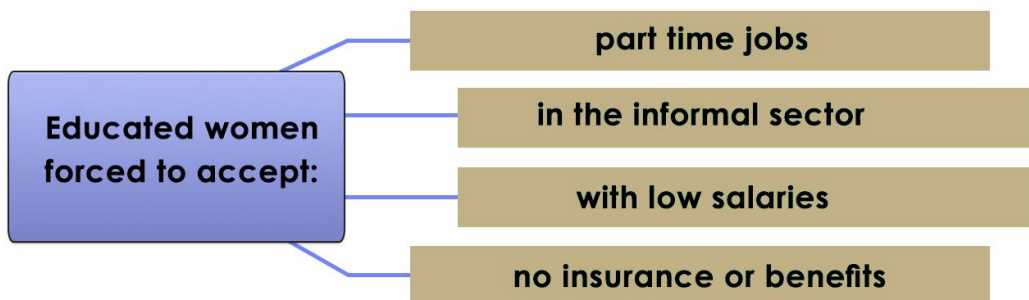 Educated women
forced to accept:
part time jobs
in the informal sector
with low salaries
no insurance or benefits